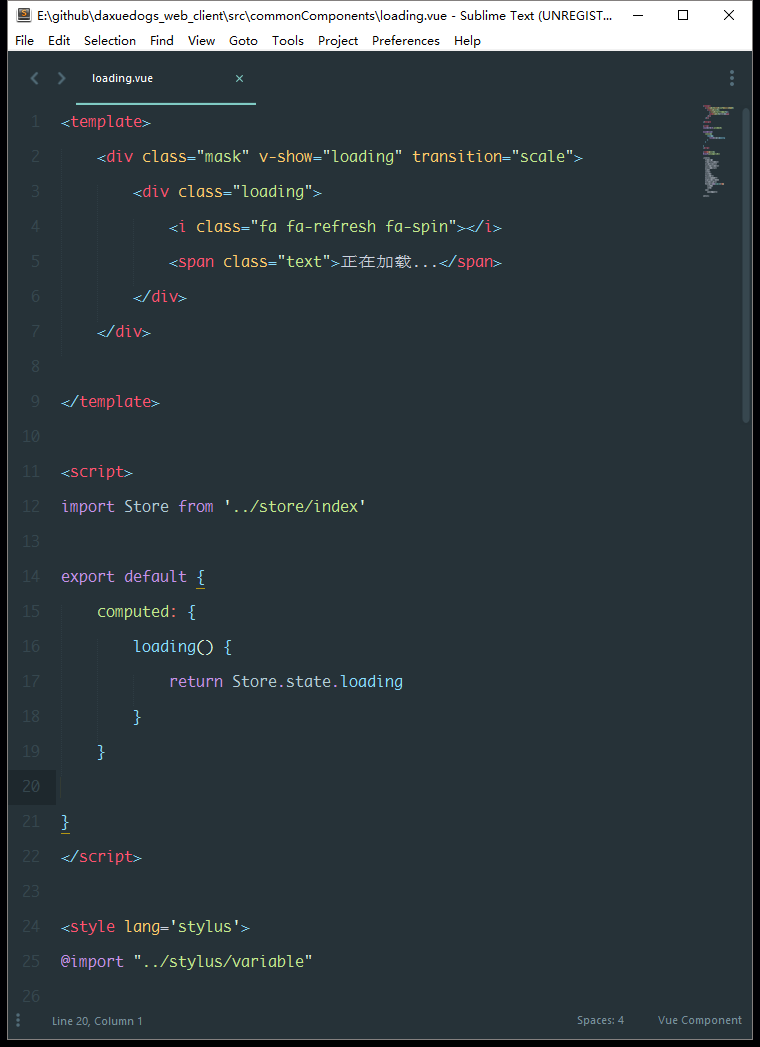 E:\github\daxuedogs_web_client\src\commonComponents\loading.vue - Sublime Text (UNREGIST...
File Edit Selection Find View Goto Tools Project Preferences Help
loading.vue ×
1 <template>
2 <div class="mask" v-show="loading" transition="scale">
3 <div class="loading">
4 <i class="fa fa-refresh fa-spin"></i>
5 <span class="text">正在加载...</span>
6 </div>
7 </div>
8
9 </template>
10
11 <script>
12 import Store from '../store/index'
13
14 export default {
15 computed: {
16 loading() {
17 return Store.state.loading
18 }
19 }
20
21 }
22 </script>
23
24 <style lang='stylus'>
25 @import "../stylus/variable"
26
Line 20, Column 1 Spaces: 4 Vue Component